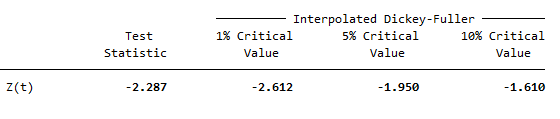 Interpolated Dickey-Fuller
Test 1% Critical 5% Critical 10% Critical
Statistic Value Value Value
Z(t) -2.287 -2.612 -1.950 -1.610